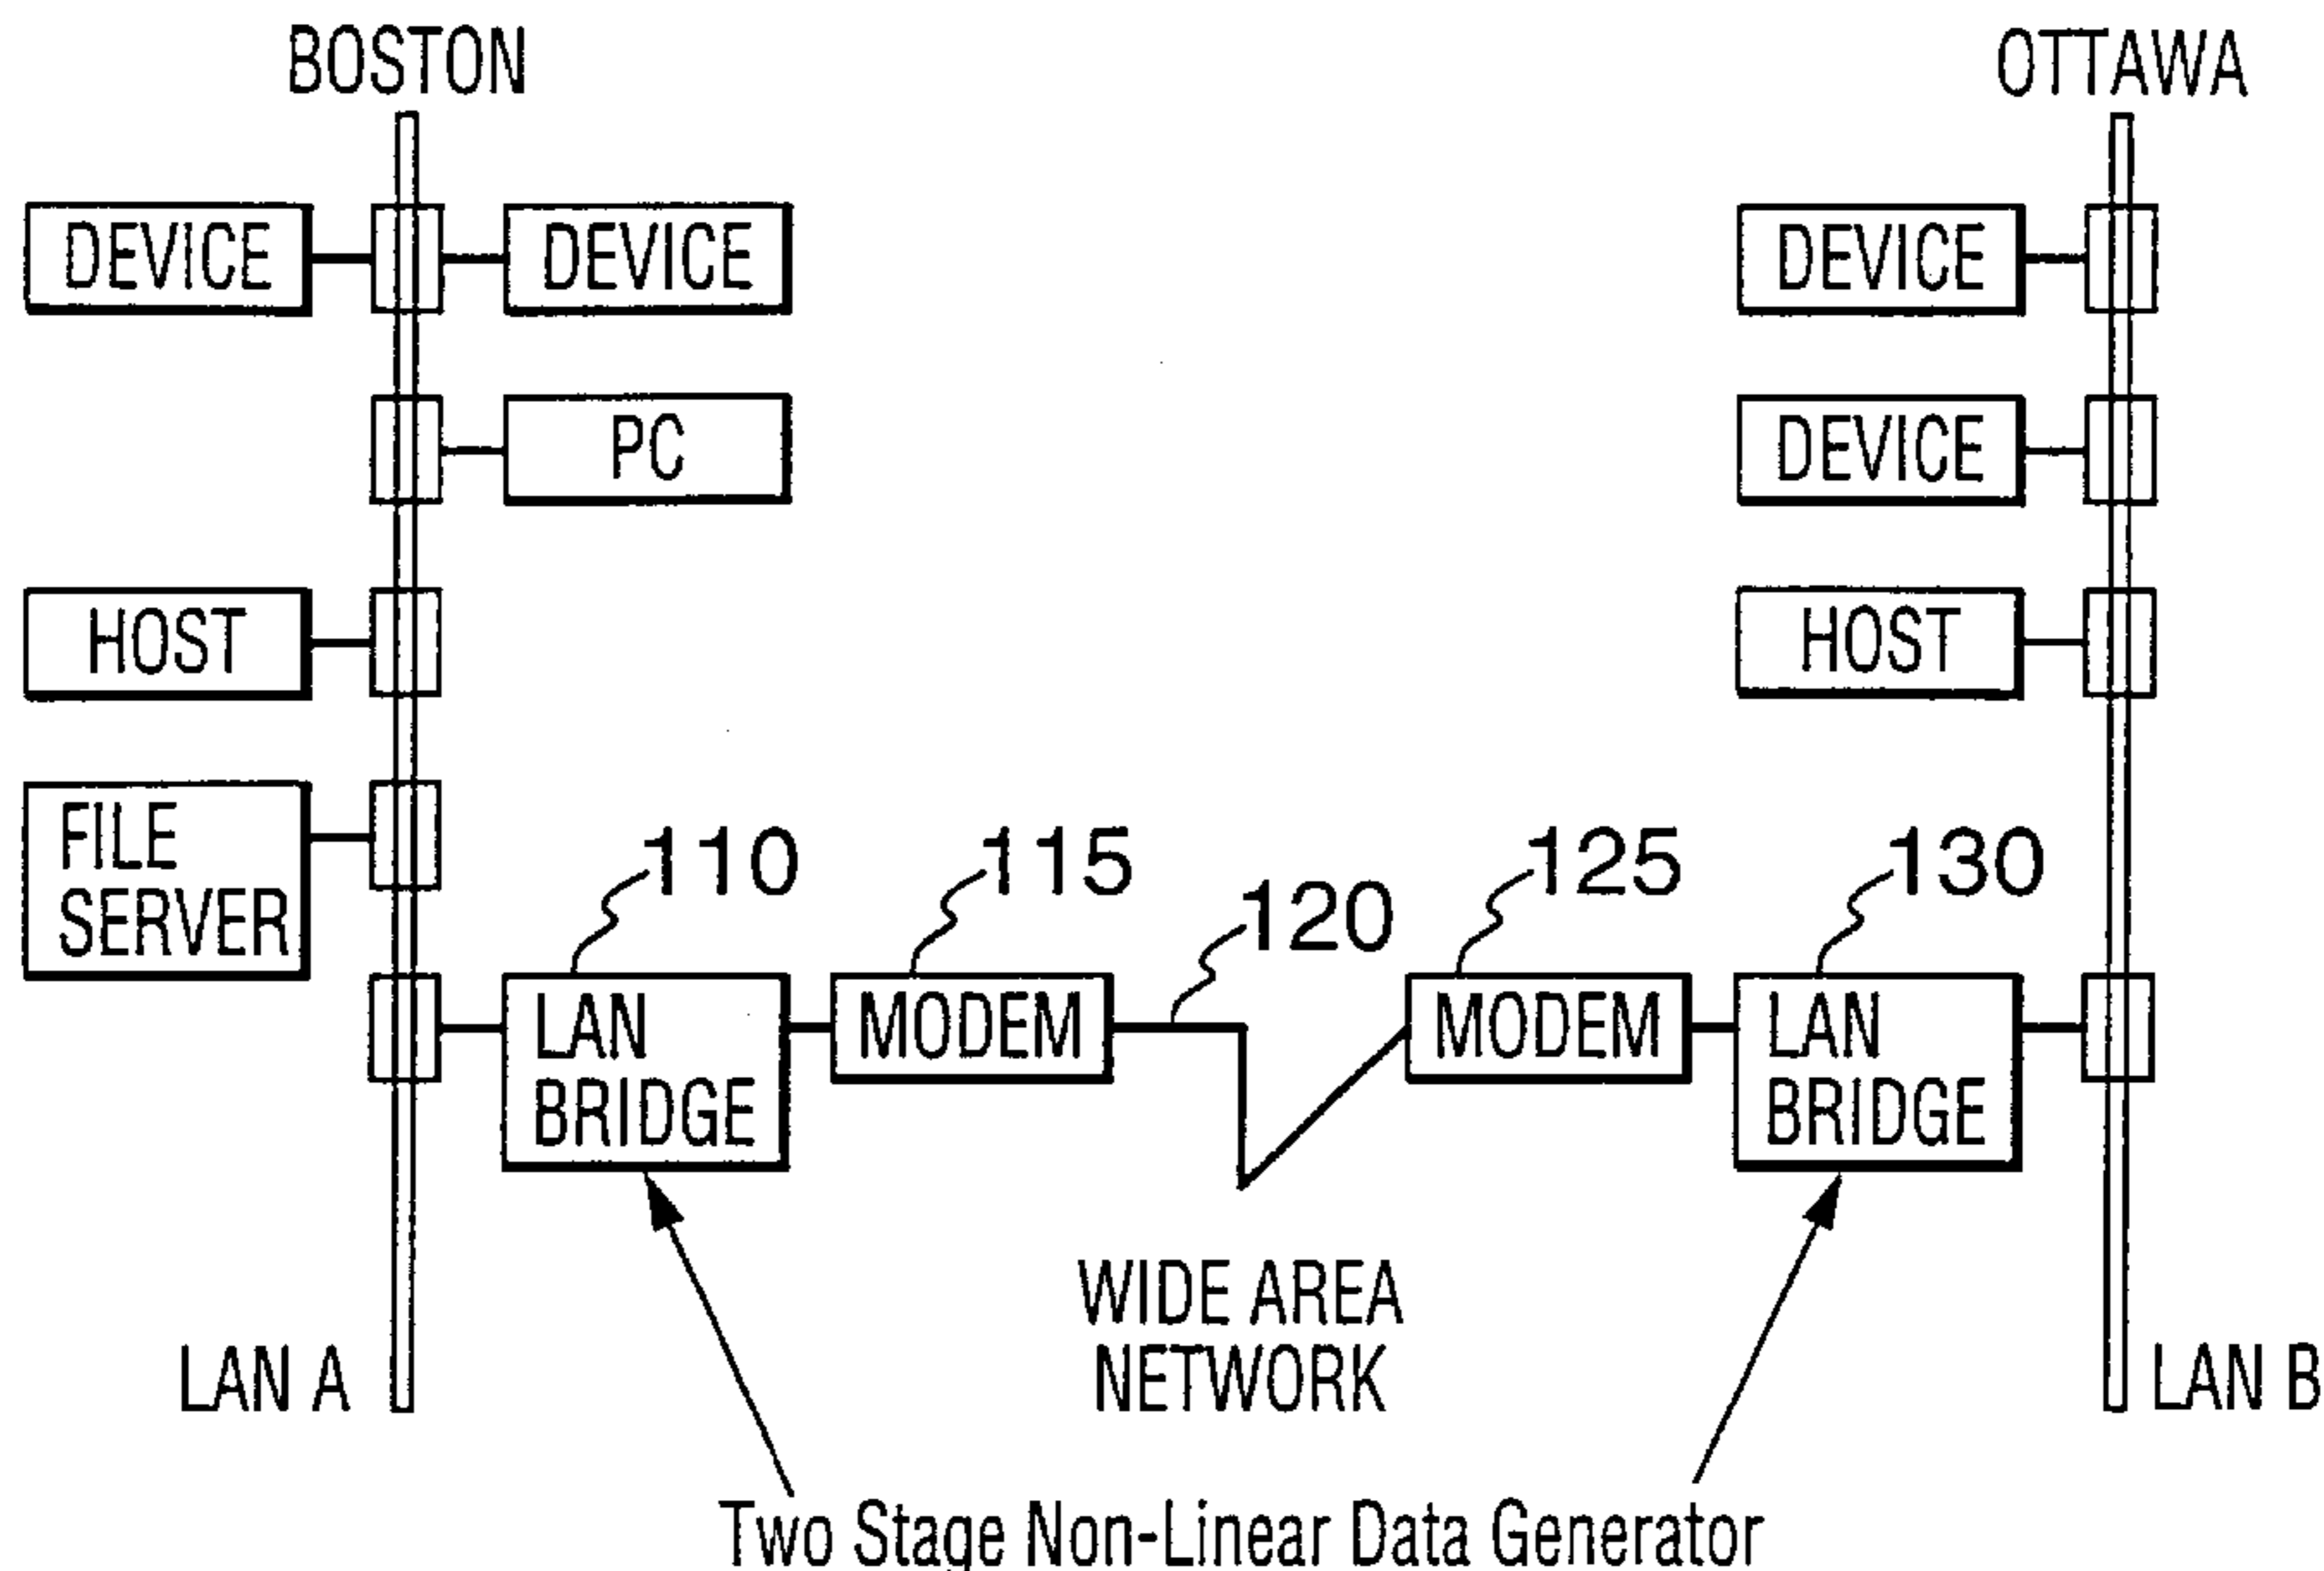 BOSTON
OTTAWA
DEVICE
DEVICE
DEVICE
PC
DEVICE
HOST
HOST
FILE
SERVER
110
115
120
125
130
LAN
BRIDGE
MODEM
MODEM
LAN
BRIDGE
WIDE AREA
NETWORK
LAN A
LAN B
Two Stage Non-Linear Data Generator